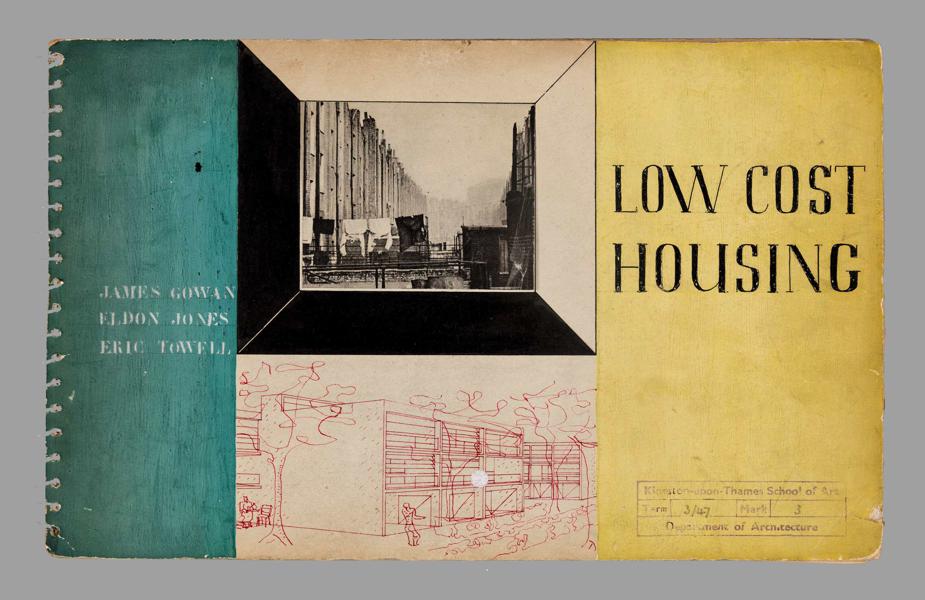 JAMES GOWAN
ELDON JONES
ERIC TOWELL
LOW COST
HOUSING
Kingston-upon-Thames School of Art
Term 3/47 Mark 3
Department of Architecture